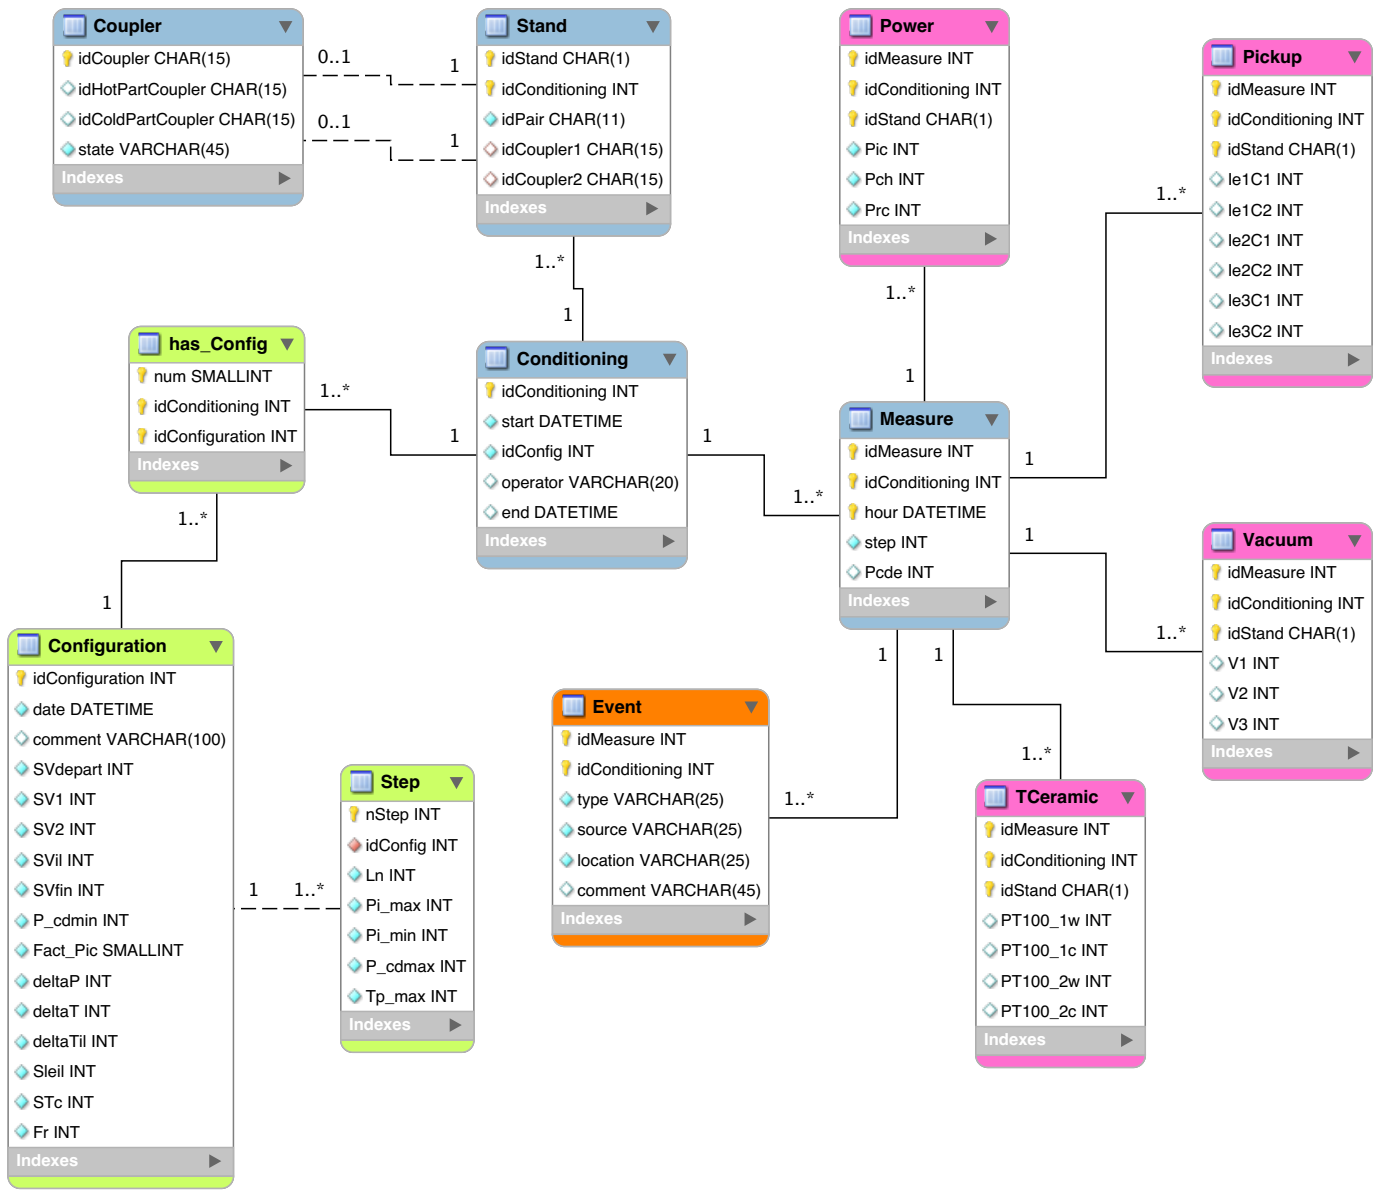 Coupler
idCoupler CHAR(15)
idHotPartCoupler CHAR(15)
idColdPartCoupler CHAR(15)
state VARCHAR(45)
Indexes
0..1
1
0..1
1
Stand
idStand CHAR(1)
idConditioning INT
idPair CHAR(11)
idCoupler1 CHAR(15)
idCoupler2 CHAR(15)
Indexes
1..*
1
Power
idMeasure INT
idConditioning INT
idStand CHAR(1)
Pic INT
Pch INT
Prc INT
Indexes
1..*
1
Pickup
idMeasure INT
idConditioning INT
idStand CHAR(1)
Ie1C1 INT
Ie1C2 INT
Ie2C1 INT
Ie2C2 INT
Ie3C1 INT
Ie3C2 INT
Indexes
1..*
1
has_Config
num SMALLINT
idConditioning INT
idConfiguration INT
Indexes
1..*
1
1..*
1
Conditioning
idConditioning INT
start DATETIME
idConfig INT
operator VARCHAR(20)
end DATETIME
Indexes
1
1..*
Measure
idMeasure INT
idConditioning INT
hour DATETIME
step INT
Pcde INT
Indexes
1
1..*
Vacuum
idMeasure INT
idConditioning INT
idStand CHAR(1)
V1 INT
V2 INT
V3 INT
Indexes
Configuration
idConfiguration INT
date DATETIME
comment VARCHAR(100)
SVdepart INT
SV1 INT
SV2 INT
SVil INT
SVfin INT
P_cdmin INT
Fact_Pic SMALLINT
deltaP INT
deltaT INT
deltaTil INT
Sleil INT
STc INT
Fr INT
Indexes
1
1..*
Step
nStep INT
idConfig INT
Ln INT
Pi_max INT
Pi_min INT
P_cdmax INT
Tp_max INT
Indexes
Event
idMeasure INT
idConditioning INT
type VARCHAR(25)
source VARCHAR(25)
location VARCHAR(25)
comment VARCHAR(45)
Indexes
1
1..*
1
1..*
TCeramic
idMeasure INT
idConditioning INT
idStand CHAR(1)
PT100_1w INT
PT100_1c INT
PT100_2w INT
PT100_2c INT
Indexes